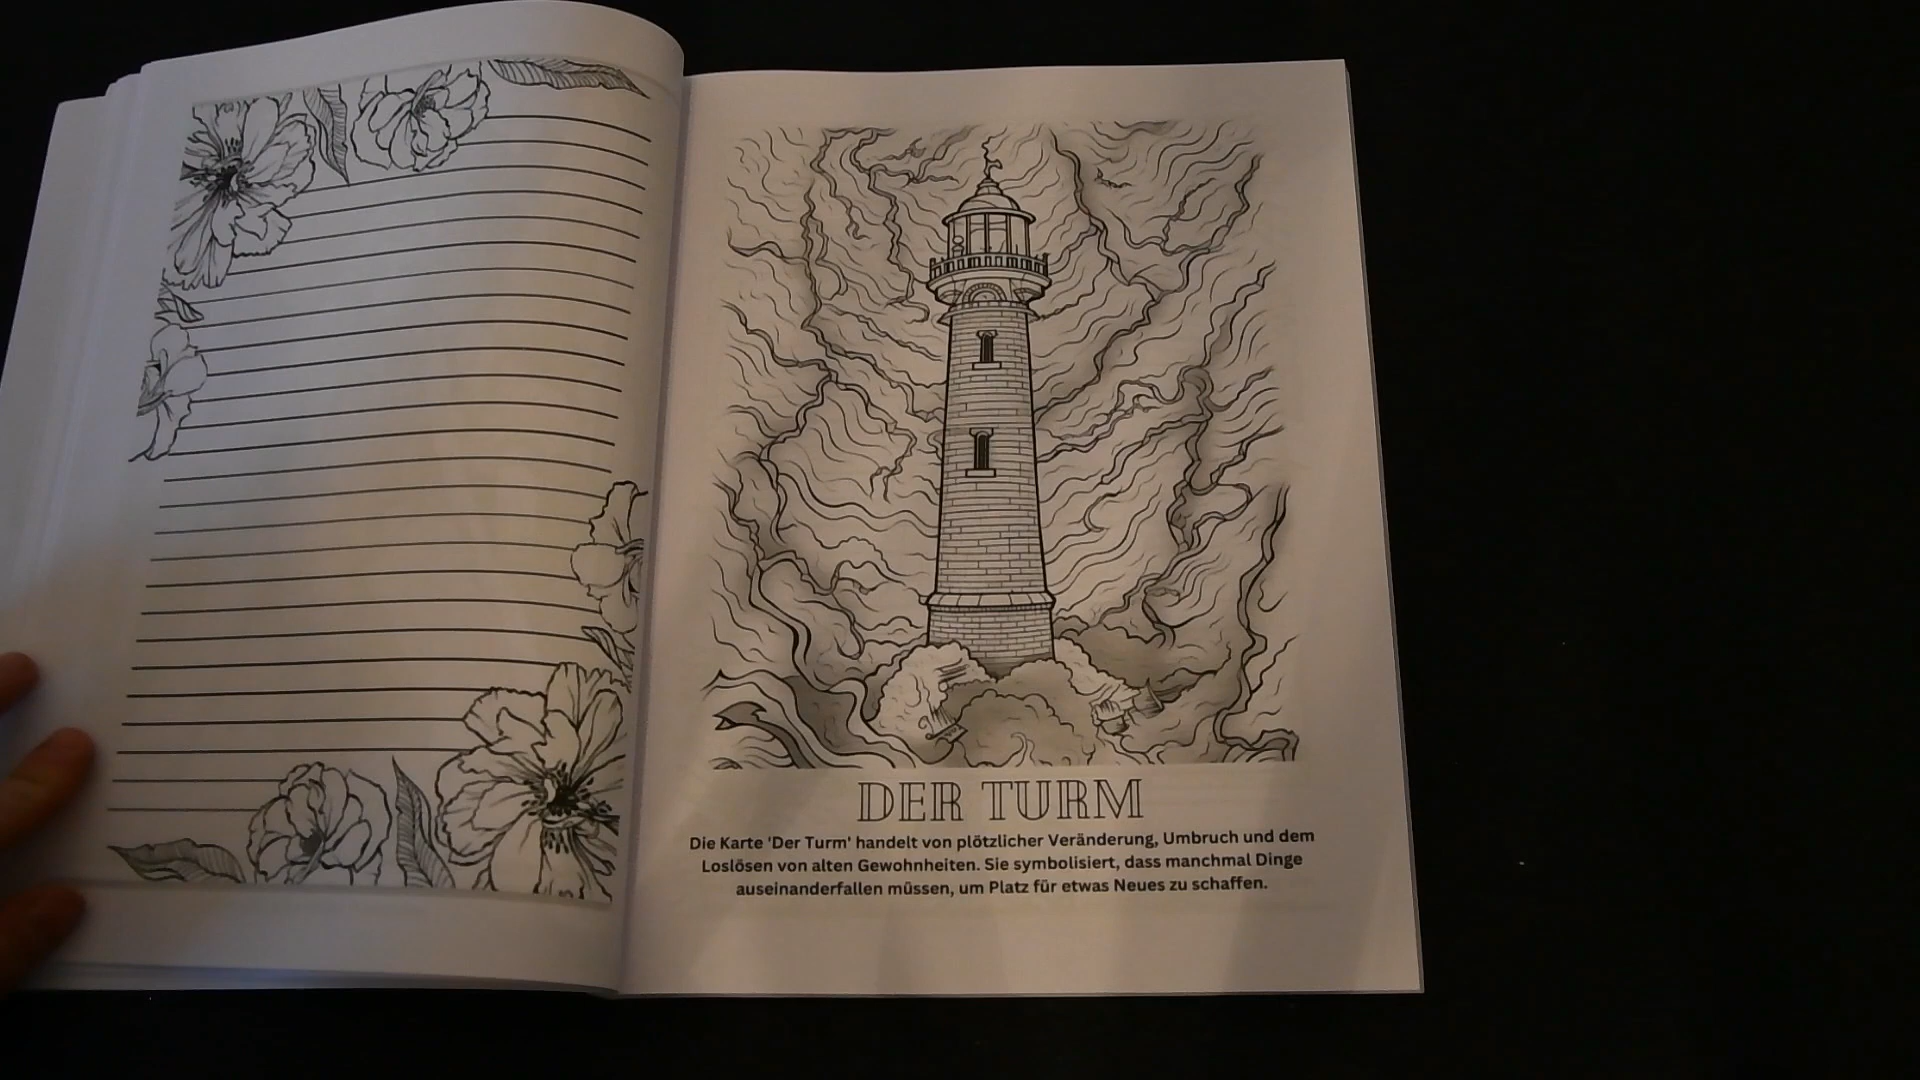 DER TURM
Die Karte 'Der Turm' handelt von plötzlicher Veränderung, Umbruch und dem
Loslösen von alten Gewohnheiten. Sie symbolisiert, dass manchmal Dinge
auseinanderfallen müssen, um Platz für etwas Neues zu schaffen.